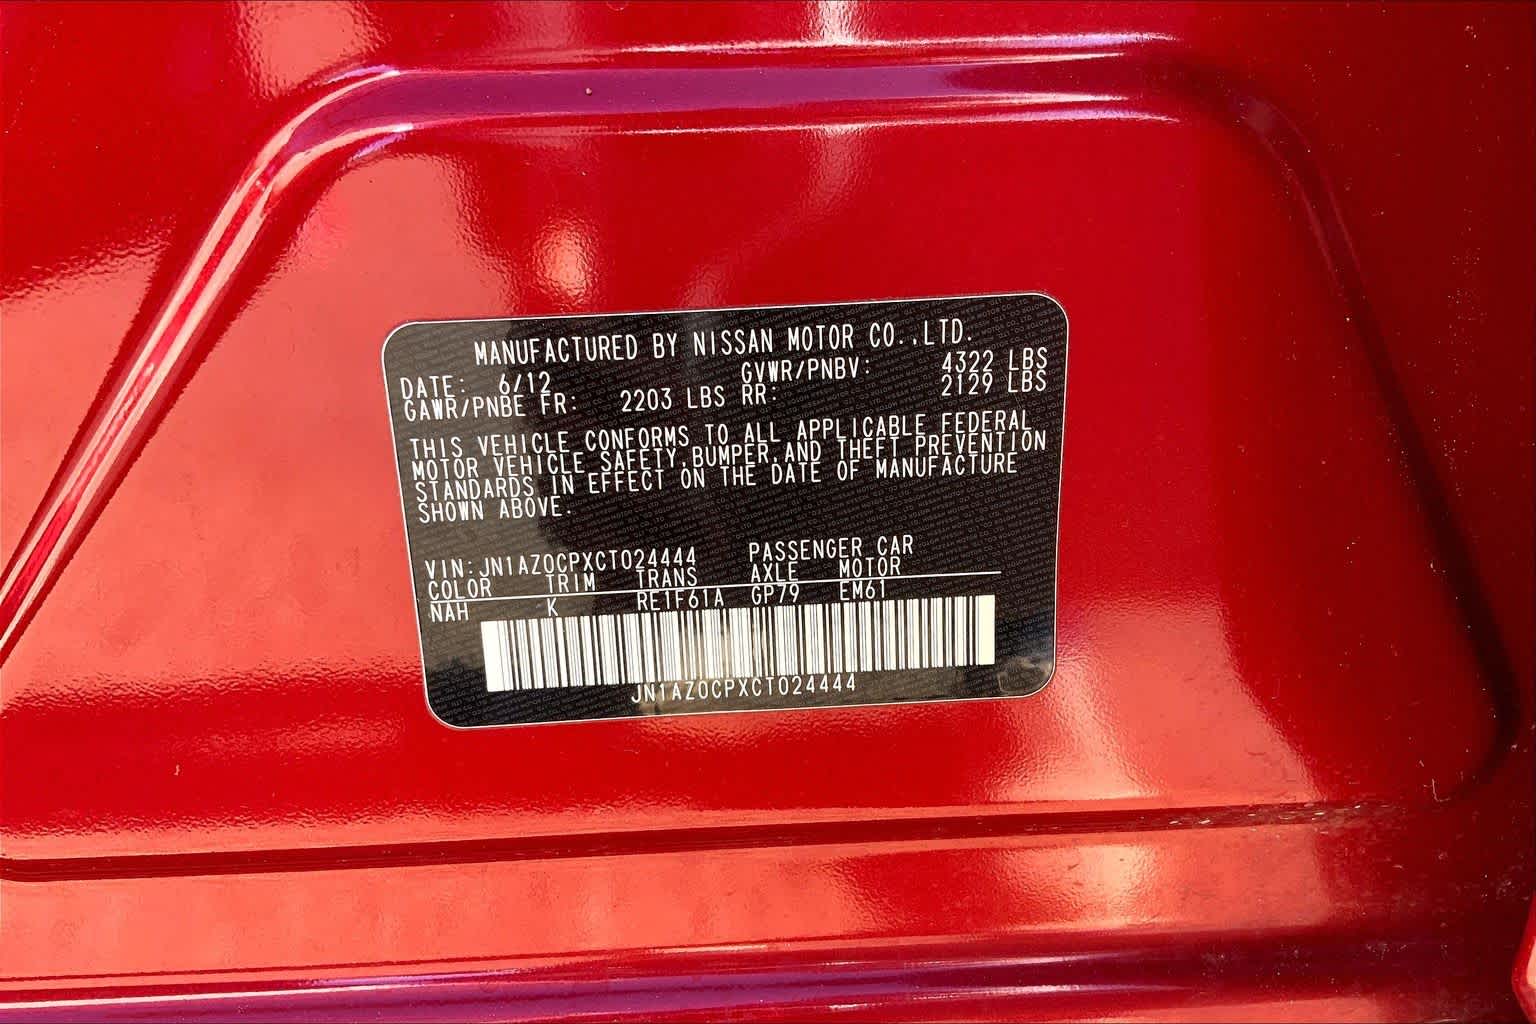 MANUFACTURED BY NISSAN MOTOR CO.,LTD.
DATE: 6/12 GVWR/PNBV: 4322 LBS
GAWR/PNBE FR: 2203 LBS RR: 2129 LBS
THIS VEHICLE CONFORMS TO ALL APPLICABLE FEDERAL
MOTOR VEHICLE SAFETY,BUMPER,AND THEFT PREVENTION
STANDARDS IN EFFECT ON THE DATE OF MANUFACTURE
SHOWN ABOVE.
VIN:JN1AZ0CPXCT024444 PASSENGER CAR
COLOR TRIM TRANS AXLE MOTOR
NAH K RE1F61A GP79 EM61
JN1AZ0CPXCT024444